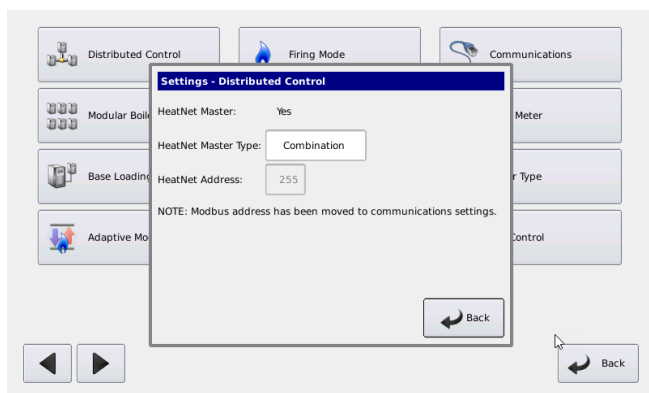 Distributed Control
Firing Mode
Communications
Settings - Distributed Control
HeatNet Master: Yes
Modular Boil
Meter
HeatNet Master Type: Combination
Base Loading
HeatNet Address: 255
r Type
NOTE: Modbus address has been moved to communications settings.
Adaptive Mo
Control
Back
Back